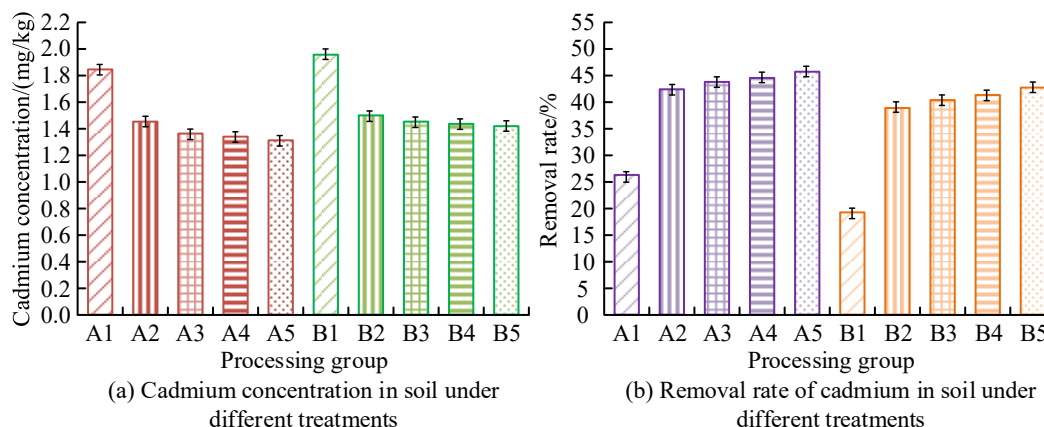 Cadmium concentration/(mg/kg)
2.2
2.0
1.8
1.6
1.4
1.2
1.0
0.8
0.6
0.4
0.2
0.0
A1 A2 A3 A4 A5 B1 B2 B3 B4 B5
Processing group
(a) Cadmium concentration in soil under
different treatments
Removal rate/%
55
50
45
40
35
26
25
20
15
10
5
0
A1 A2 A3 A4 A5 B1 B2 B3 B4 B5
Processing group
(b) Removal rate of cadmium in soil under
different treatments